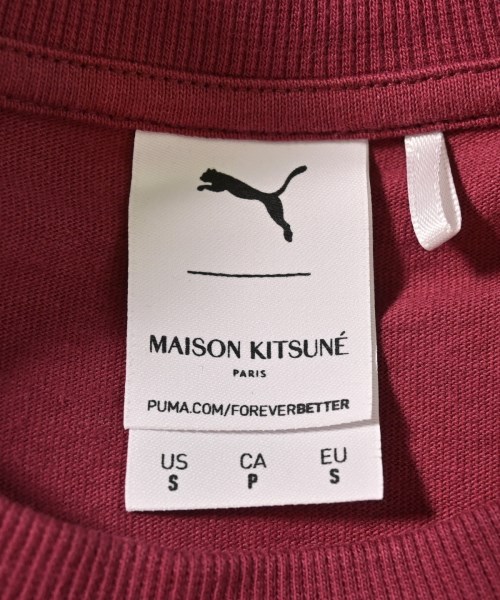 MAISON KITSUNÉ
PARIS
PUMA.COM/FOREVERBETTER
US CA EU
S P S